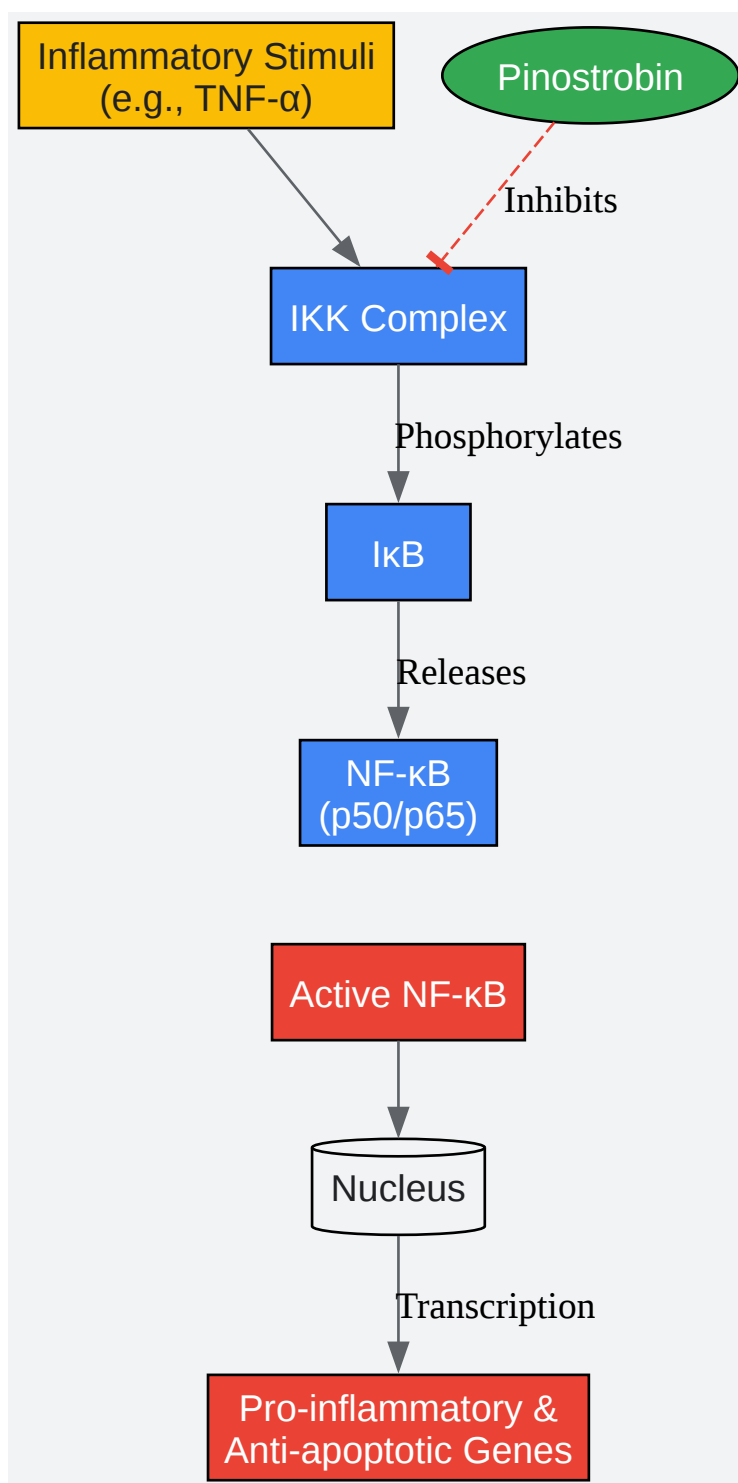 Inflammatory Stimuli
(e.g., TNF-α)
Pinostrobin
Inhibits
IKK Complex
Phosphorylates
IκB
Releases
NF-κB
(p50/p65)
Active NF-κB
Nucleus
Transcription
Pro-inflammatory &
Anti-apoptotic Genes